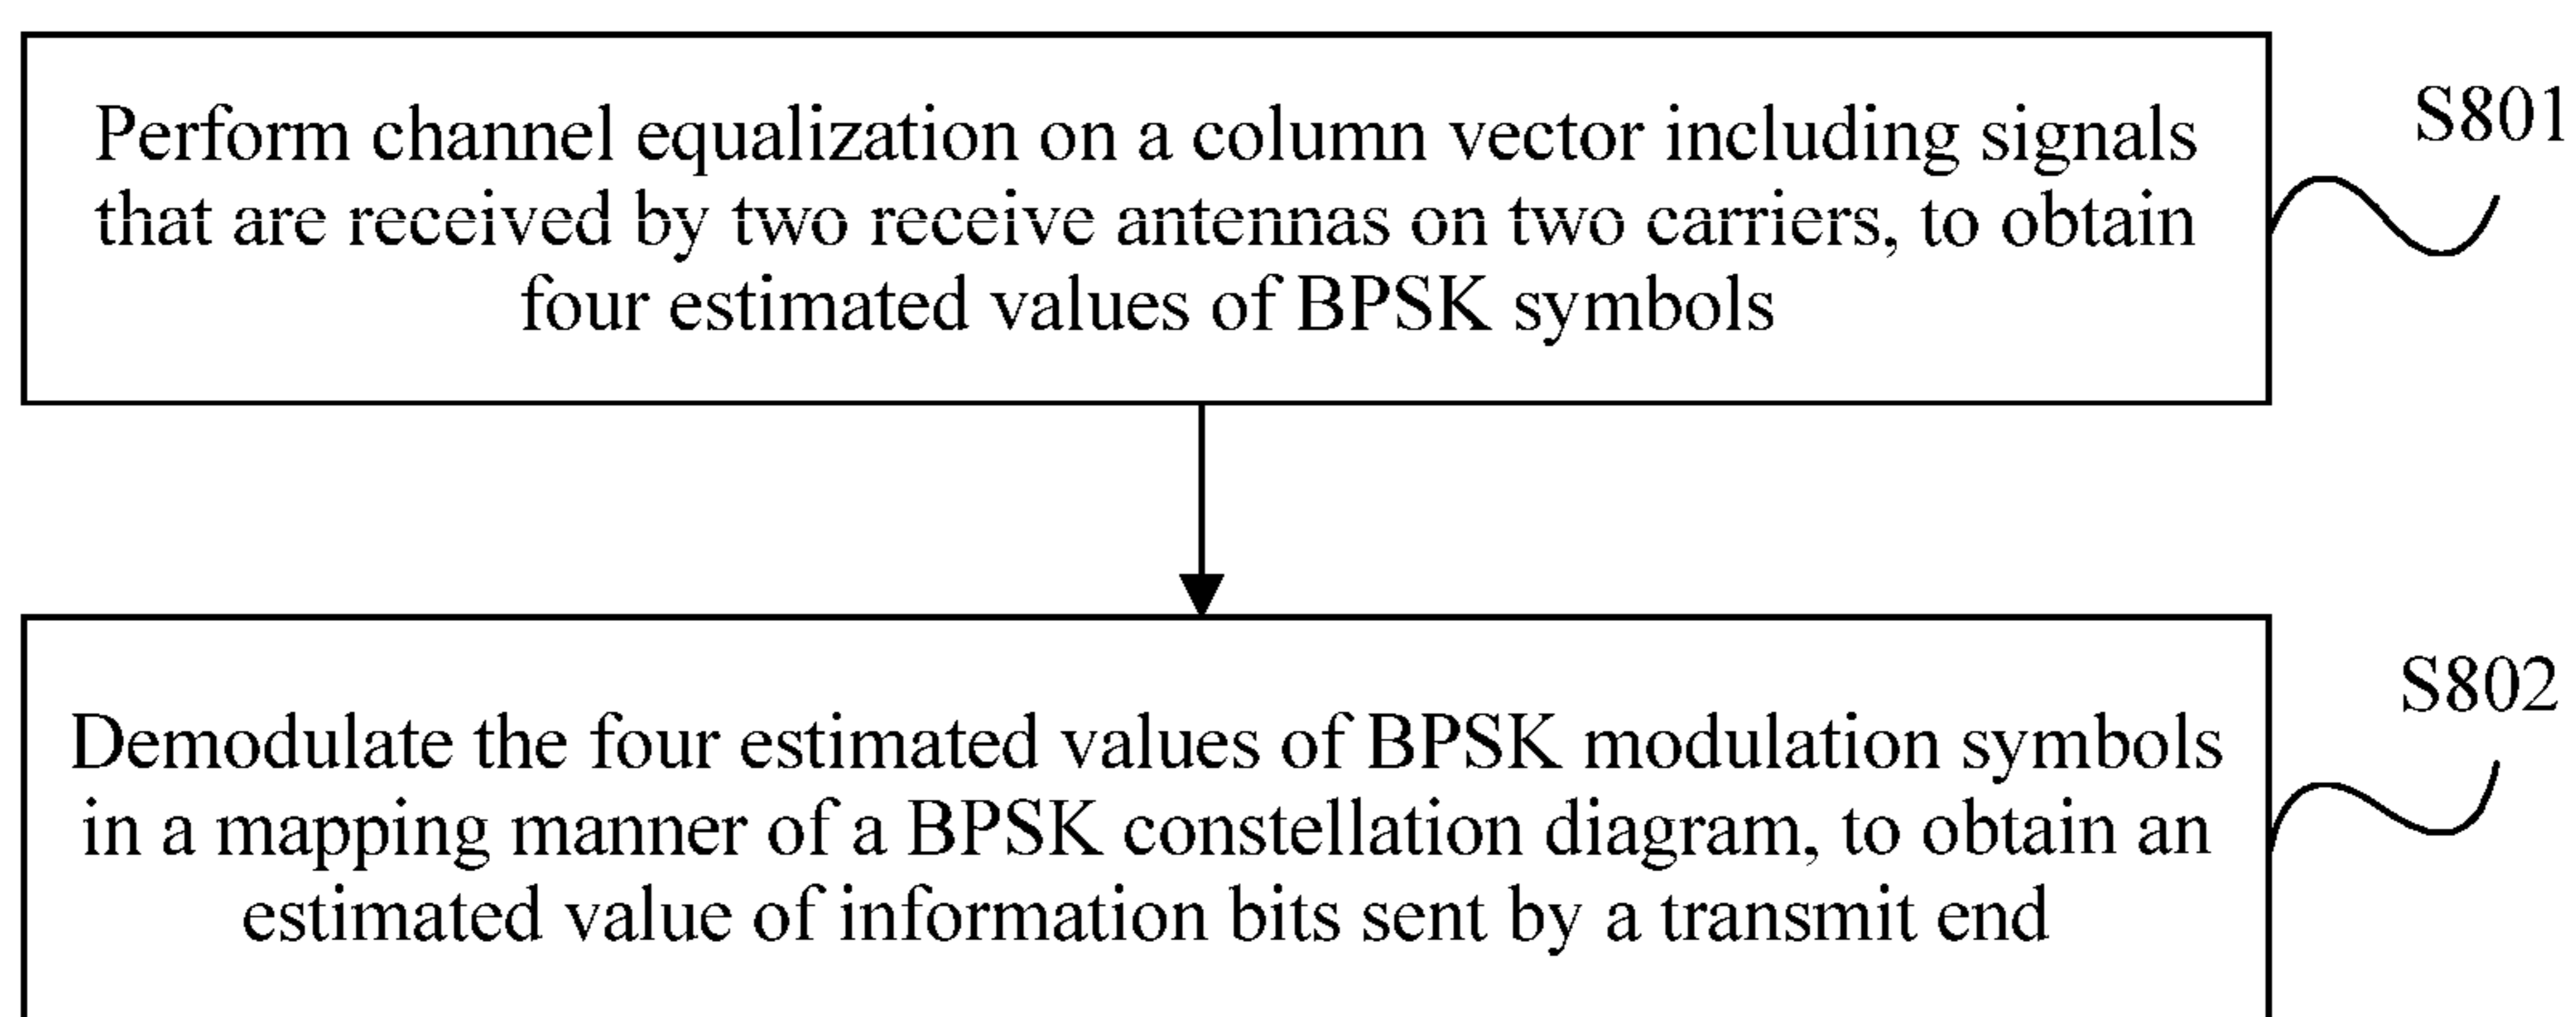 Perform channel equalization on a column vector including signals
that are received by two receive antennas on two carriers, to obtain
four estimated values of BPSK symbols
S801
Demodulate the four estimated values of BPSK modulation symbols
in a mapping manner of a BPSK constellation diagram, to obtain an
estimated value of information bits sent by a transmit end
S802